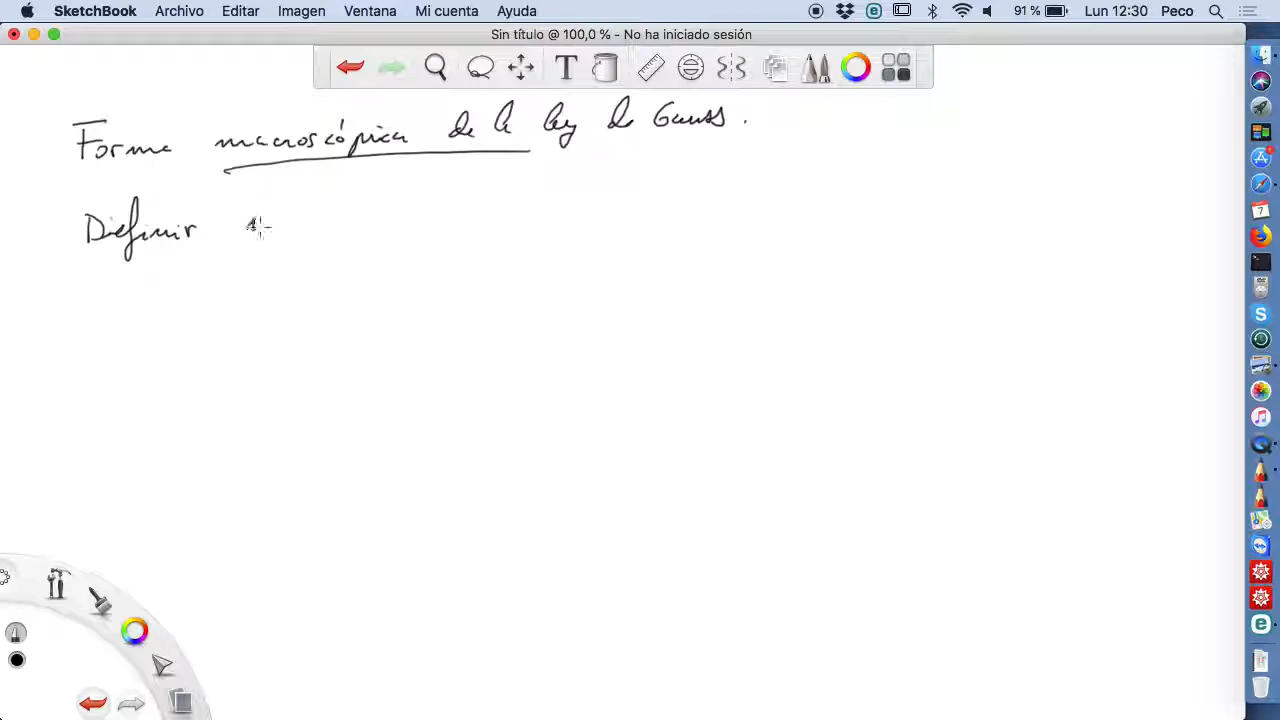 SketchBook Archivo Editar Imagen Ventana Mi cuenta Ayuda 91 % Lun 12:30 Peco
Sin título @ 100,0 % - No ha iniciado sesión
Forma macroscópica de la ley de Gauss.
Definir